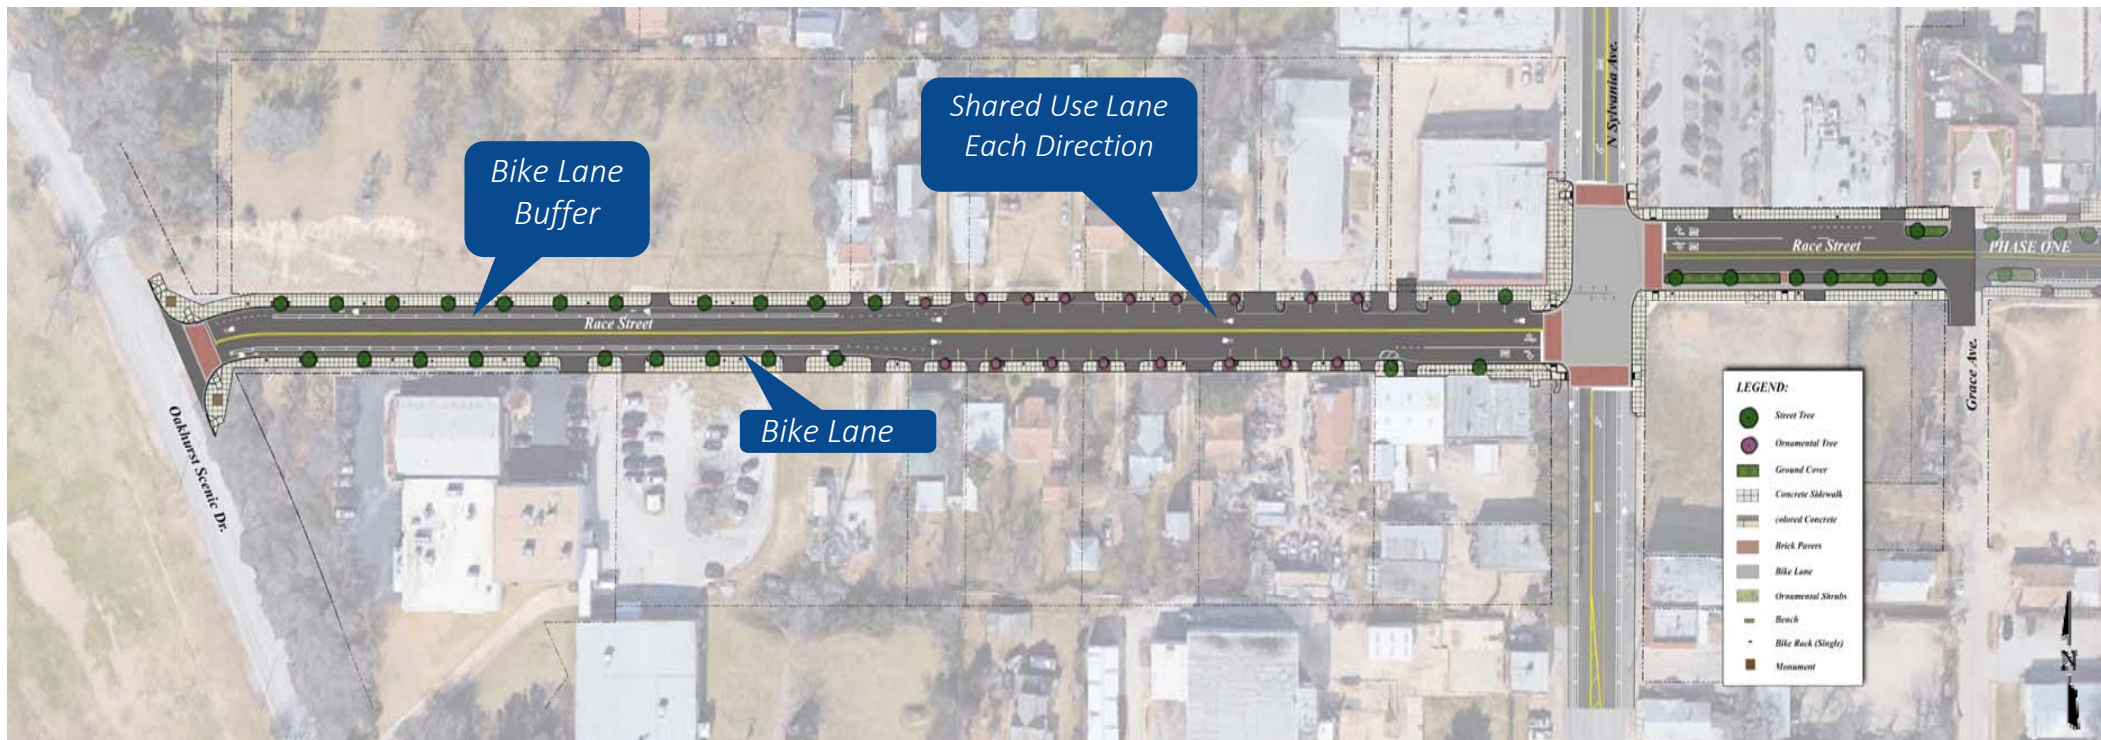 Shared Use Lane
Each Direction
Bike Lane
Buffer
N Sylvania Ave.
Race Street
PHASE ONE
Race Street
Bike Lane
Oakhurst Scenic Dr.
Grace Ave.
LEGEND:
Street Tree
Ornamental Tree
Ground Cover
Concrete Sidewalk
colored Concrete
Brick Pavers
Bike Lane
Ornamental Shrubs
Bench
Bike Rack (Single)
Monument
N